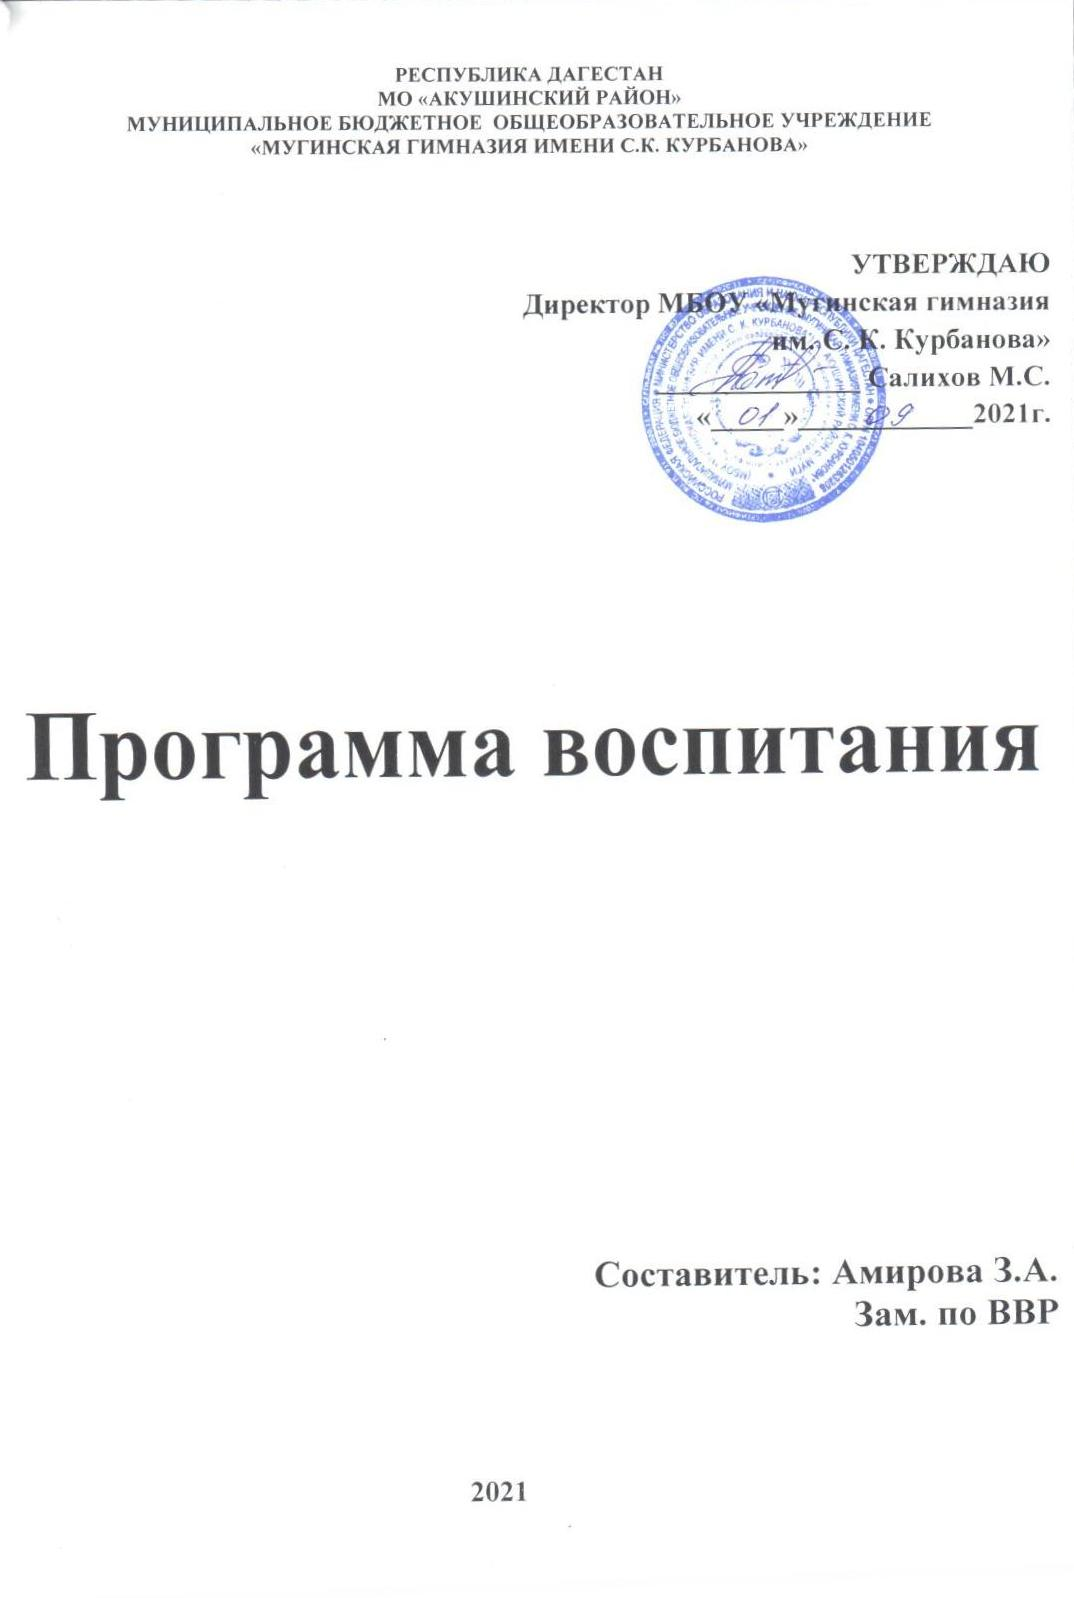 РЕСПУБЛИКА ДАГЕСТАН
МО «АКУШИНСКИЙ РАЙОН»
МУНИЦИПАЛЬНОЕ БЮДЖЕТНОЕ ОБЩЕОБРАЗОВАТЕЛЬНОЕ УЧРЕЖДЕНИЕ
«МУГИНСКАЯ ГИМНАЗИЯ ИМЕНИ С.К. КУРБАНОВА»
УТВЕРЖДАЮ
Директор МБОУ «Мугинская гимназия
им. С. К. Курбанова»
Салихов М.С.
«01» 09 2021г.
Программа воспитания
Составитель: Амирова З.А.
Зам. по ВВР
2021